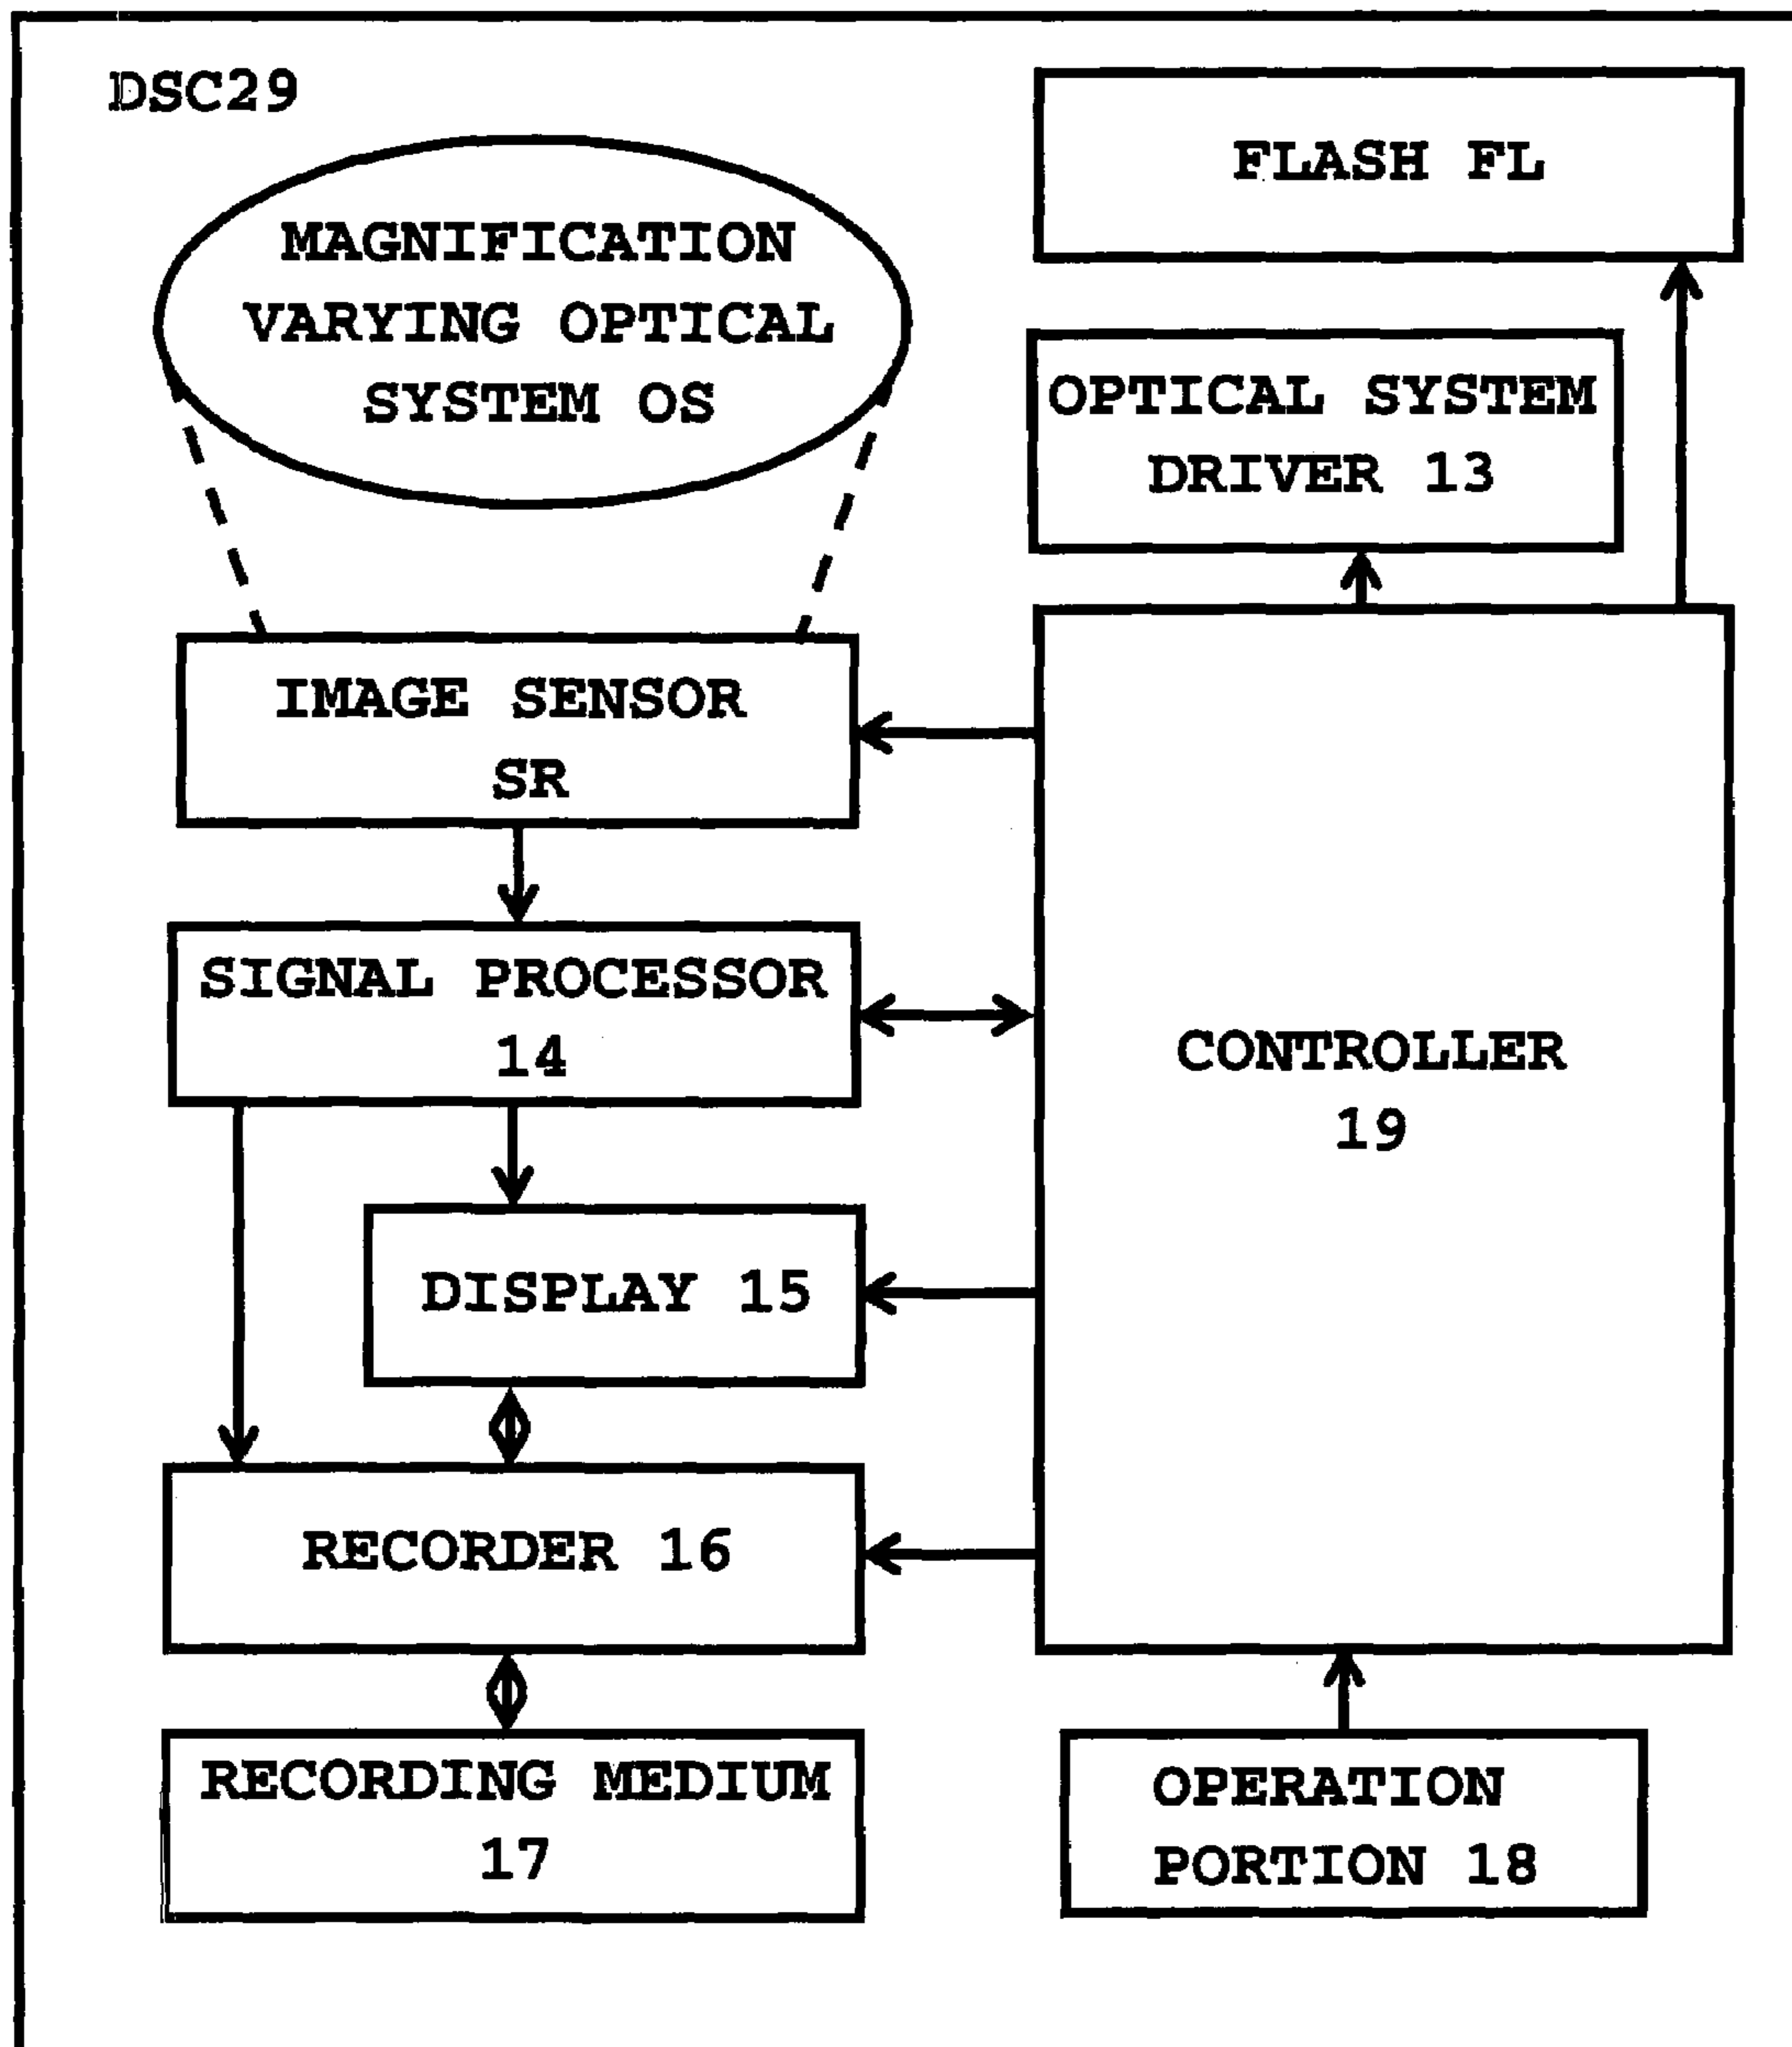 DSC29
MAGNIFICATION
VARYING OPTICAL
SYSTEM OS
FLASH FL
OPTICAL SYSTEM
DRIVER 13
IMAGE SENSOR
SR
SIGNAL PROCESSOR
14
CONTROLLER
19
DISPLAY 15
RECORDER 16
RECORDING MEDIUM
17
OPERATION
PORTION 18